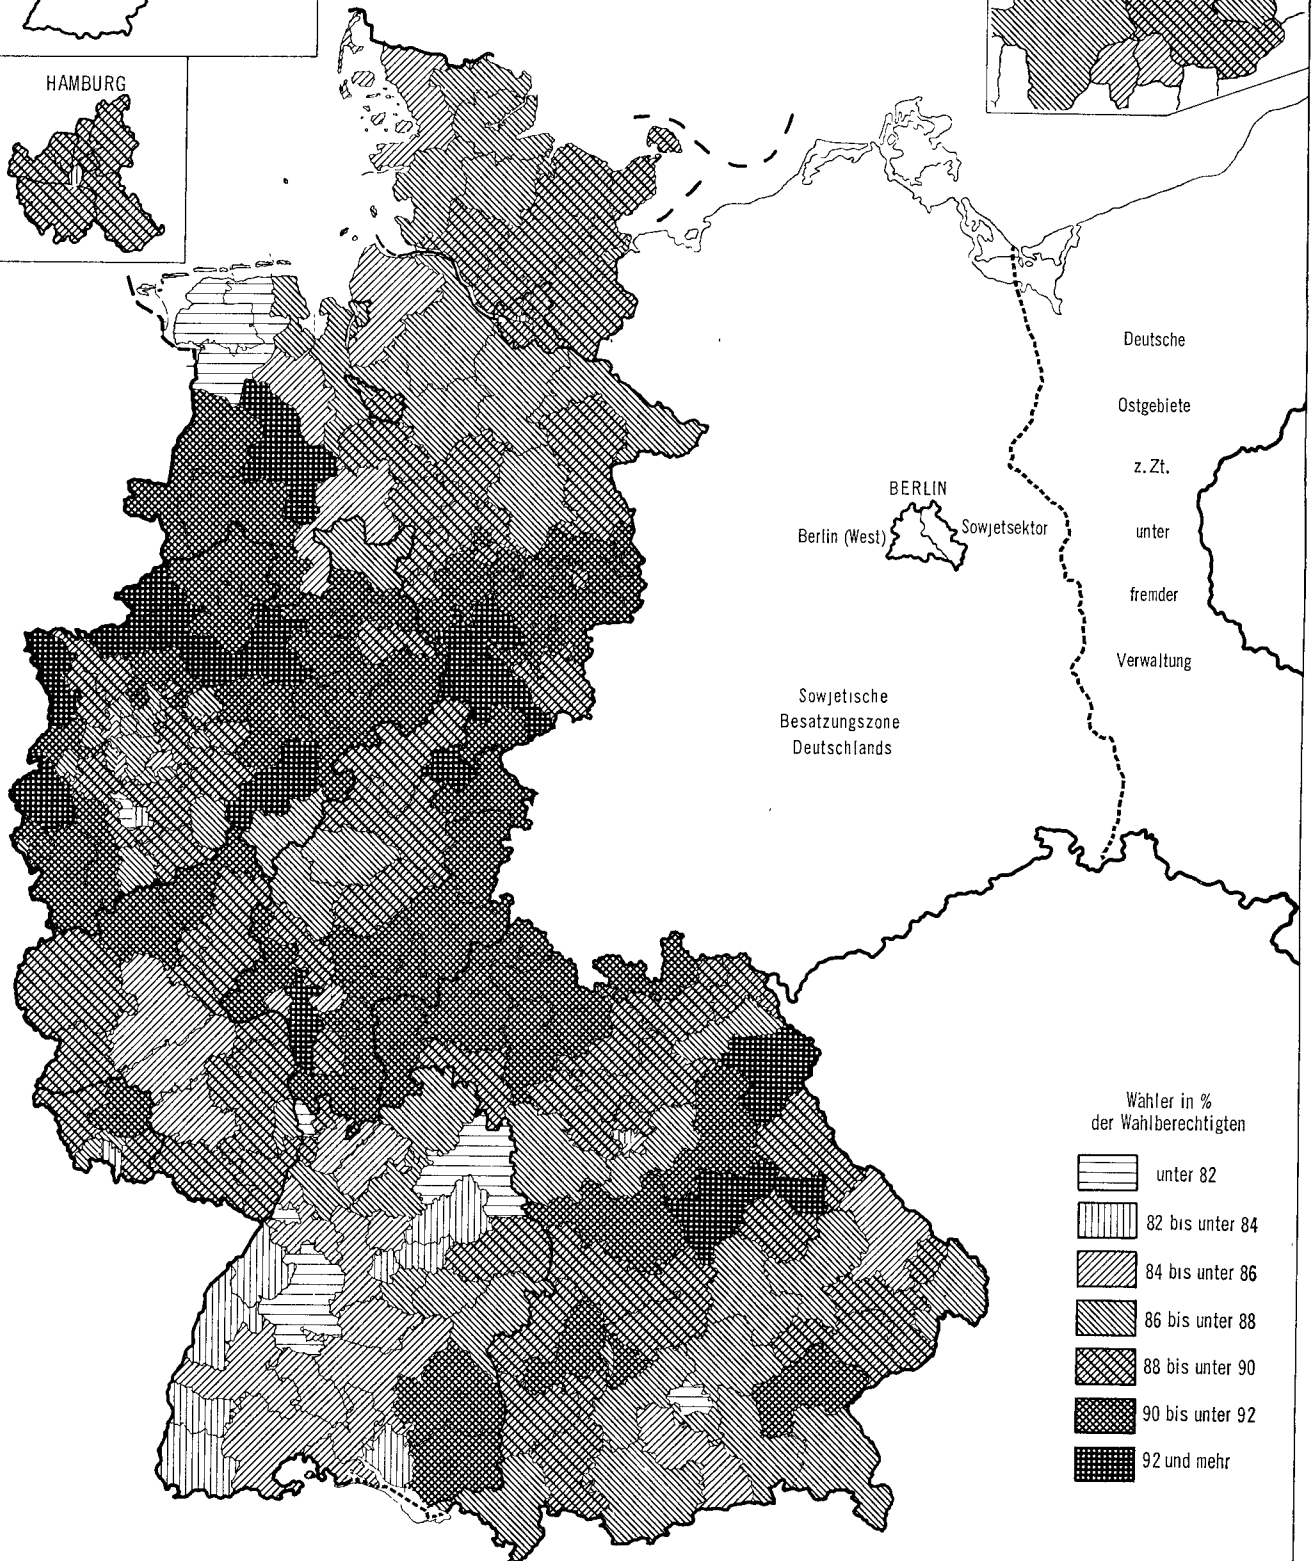 HAMBURG
Deutsche
Ostgebiete
z. Zt.
unter
fremder
Verwaltung
BERLIN
Berlin (West)
Sowjetsektor
Sowjetische
Besatzungszone
Deutschlands
Wähler in %
der Wahlberechtigten
unter 82
82 bis unter 84
84 bis unter 86
86 bis unter 88
88 bis unter 90
90 bis unter 92
92 und mehr